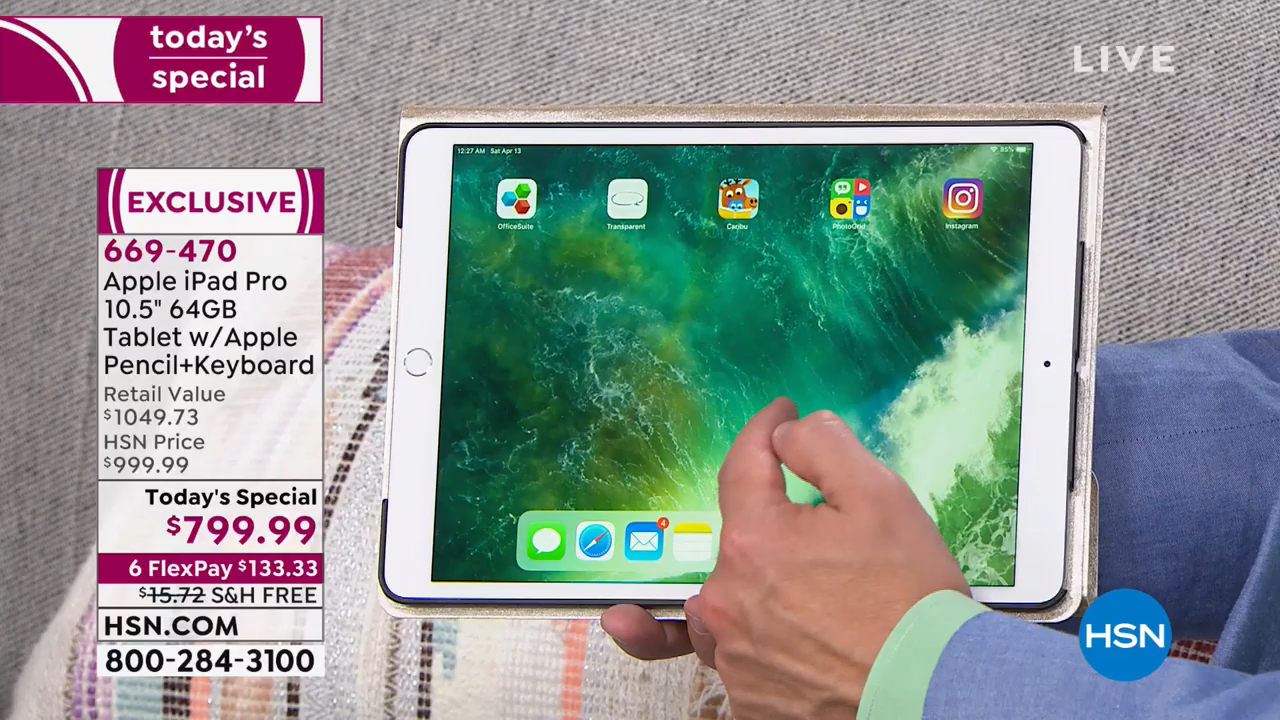 today's
special
LIVE
EXCLUSIVE
669-470
Apple iPad Pro
10.5" 64GB
Tablet w/Apple
Pencil+Keyboard
Retail Value
$1049.73
HSN Price
$999.99
Today's Special
$799.99
6 FlexPay $133.33
$15.72 S&H FREE
HSN.COM
800-284-3100
12:27 AM Sat Apr 13
85%
OfficeSuite
Transparent
Caribu
PhotoGrid
Instagram
4
HSN